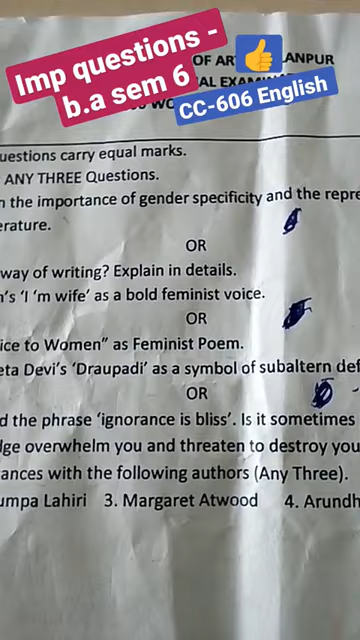 Imp questions -
b.a sem 6
OF AR👍LANPUR
AL EXAM
WO
CC-606 English
uestions carry equal marks.
ANY THREE Questions.
n the importance of gender specificity and the repre
erature.
OR
way of writing? Explain in details.
n's 'I 'm wife' as a bold feminist voice.
OR
ice to Women” as Feminist Poem.
eta Devi's 'Draupadi' as a symbol of subaltern def
OR
d the phrase 'ignorance is bliss'. Is it sometimes
dge overwhelm you and threaten to destroy you
ances with the following authors (Any Three).
umpa Lahiri 3. Margaret Atwood 4. Arundh